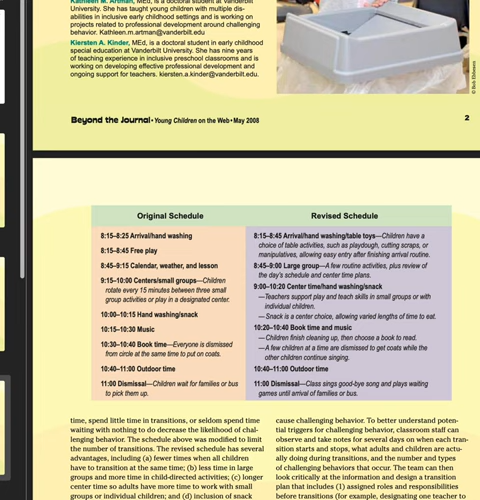 Kathleen M. Artman, MEd, is a doctoral student at Vanderbilt
University. She has taught young children with multiple dis-
abilities in inclusive early childhood settings and is working on
projects related to professional development around challenging
behavior. Kathleen.m.artman@vanderbilt.edu
Kiersten A. Kinder, MEd, is a doctoral student in early childhood
special education at Vanderbilt University. She has nine years
of teaching experience in inclusive preschool classrooms and is
working on developing effective professional development and
ongoing support for teachers. kiersten.a.kinder@vanderbilt.edu.
Beyond the Journal • Young Children on the Web • May 2008
2
Original Schedule
8:15–8:25 Arrival/hand washing
8:15–8:45 Free play
8:45–9:15 Calendar, weather, and lesson
9:15–10:00 Centers/small groups—Children
rotate every 15 minutes between three small
group activities or play in a designated center.
10:00–10:15 Hand washing/snack
10:15–10:30 Music
10:30–10:40 Book time—Everyone is dismissed
from circle at the same time to put on coats.
10:40–11:00 Outdoor time
11:00 Dismissal—Children wait for families or bus
to pick them up.
Revised Schedule
8:15–8:45 Arrival/hand washing/table toys—Children have a
choice of table activities, such as playdough, cutting scraps, or
manipulatives, allowing easy entry after finishing arrival routine.
8:45–9:00 Large group—A few routine activities, plus review of
the day's schedule and center time plans.
9:00–10:20 Center time/hand washing/snack
—Teachers support play and teach skills in small groups or with
individual children.
—Snack is a center choice, allowing varied lengths of time to eat.
10:20–10:40 Book time and music
—Children finish cleaning up, then choose a book to read.
—A few children at a time are dismissed to get coats while the
other children continue singing.
10:40–11:00 Outdoor time
11:00 Dismissal—Class sings good-bye song and plays waiting
games until arrival of families or bus.
time, spend little time in transitions, or seldom spend time
waiting with nothing to do decrease the likelihood of chal-
lenging behavior. The schedule above was modified to limit
the number of transitions. The revised schedule has several
advantages, including (a) fewer times when all children
have to transition at the same time; (b) less time in large
groups and more time in child-directed activities; (c) longer
center time so adults have more time to work with small
groups or individual children; and (d) inclusion of snack
cause challenging behavior. To better understand poten-
tial triggers for challenging behavior, classroom staff can
observe and take notes for several days on when each tran-
sition starts and stops, what adults and children are actu-
ally doing during transitions, and the number and types
of challenging behaviors that occur. The team can then
look critically at the information and design a transition
plan that includes (1) assigned roles and responsibilities
before transitions (for example, designating one teacher to